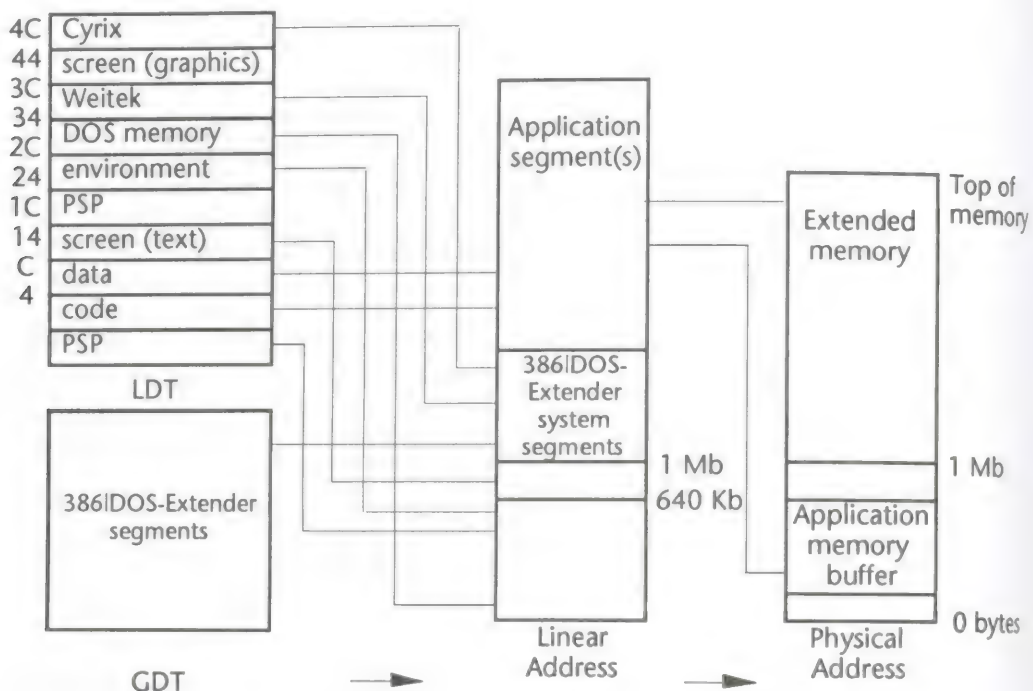 4C
Cyrix
44
screen (graphics)
3C
Weitek
34
DOS memory
2C
environment
24
PSP
1C
screen (text)
14
data
C
code
4
PSP
LDT
386|DOS-Extender
segments
GDT
Application
segment(s)
386|DOS-
Extender
system
segments
1 Mb
640 Kb
Linear
Address
Extended
memory
Top of
memory
1 Mb
Application
memory
buffer
0 bytes
Physical
Address